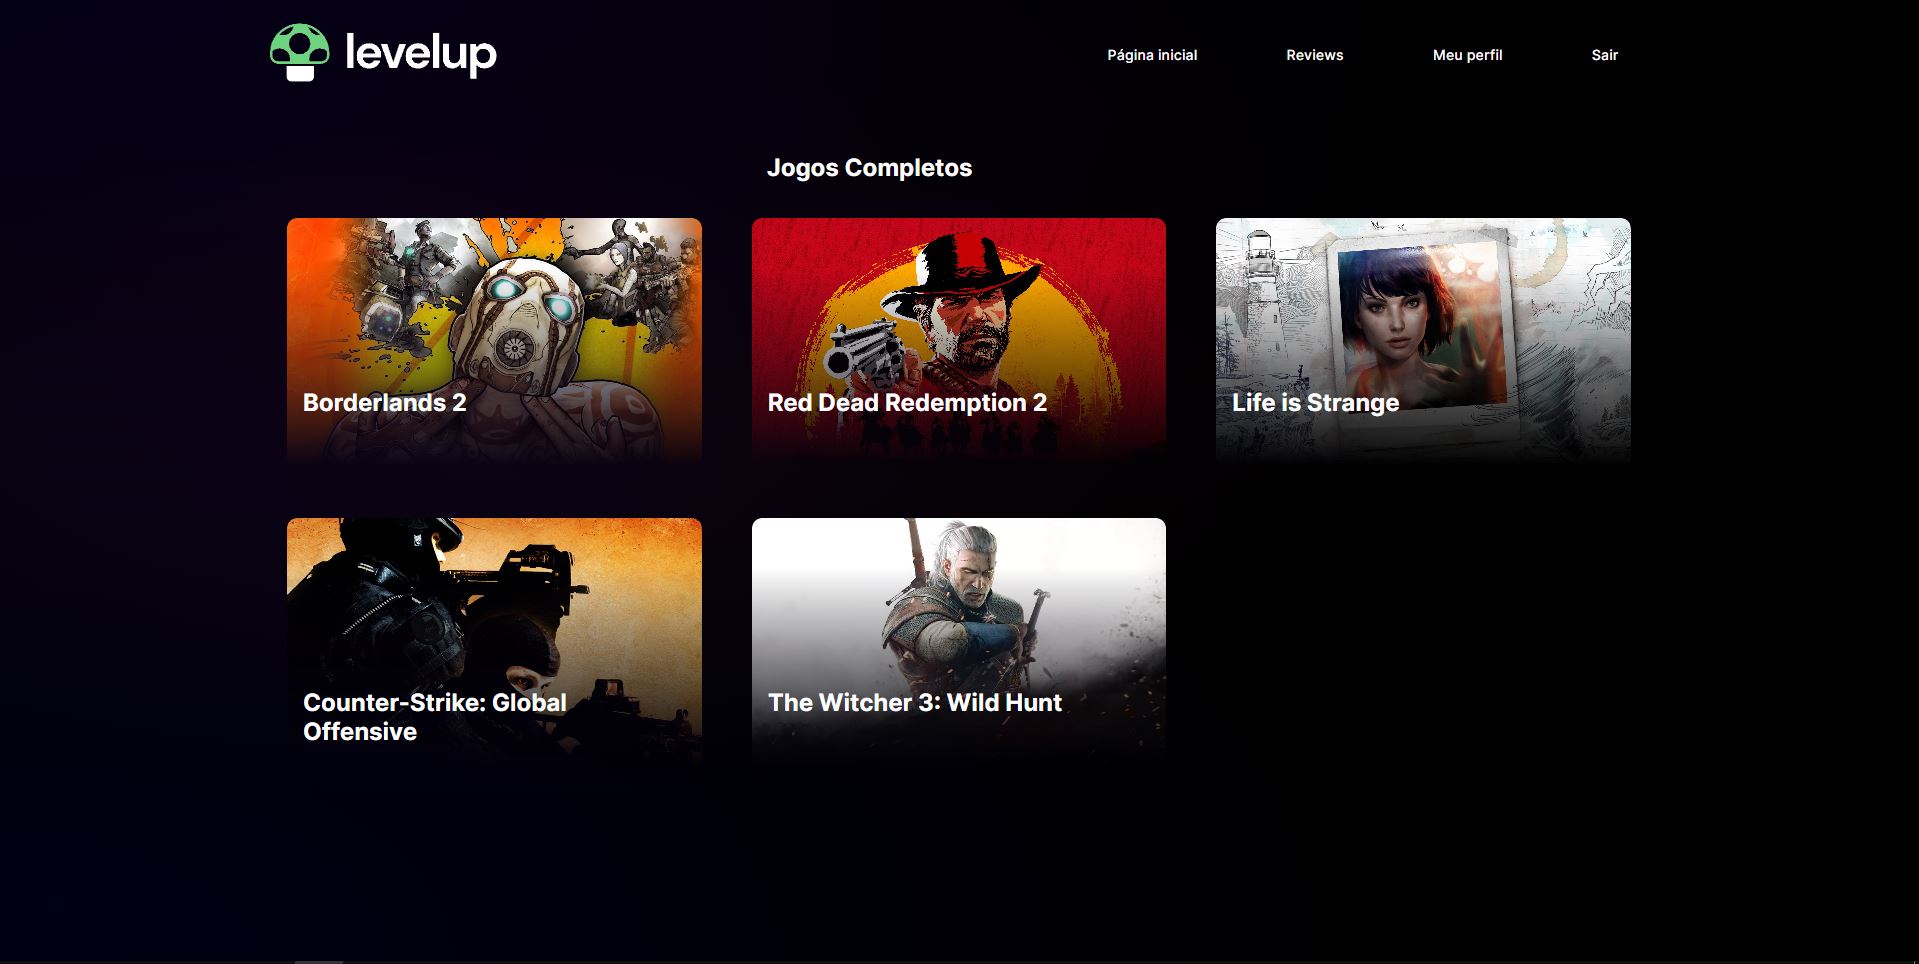 levelup
Página inicial
Reviews
Meu perfil
Sair
Jogos Completos
Borderlands 2
Red Dead Redemption 2
Life is Strange
Counter-Strike: Global
Offensive
The Witcher 3: Wild Hunt